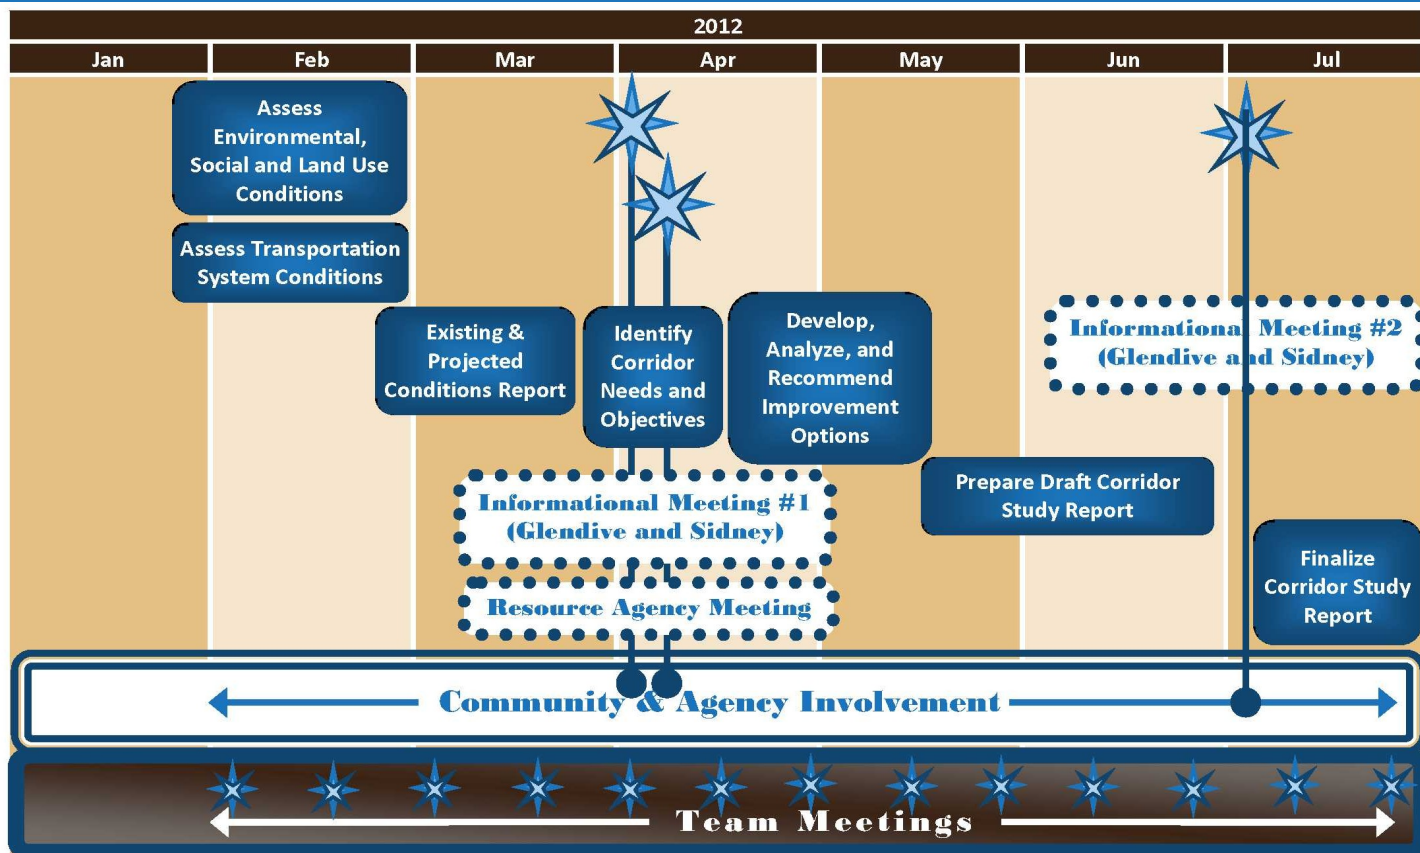 2012
Jan
Feb
Mar
Apr
May
Jun
Jul
Assess
Environmental,
Social and Land Use
Conditions
Assess Transportation
System Conditions
Existing &
Projected
Conditions Report
Identify
Corridor
Needs and
Objectives
Develop,
Analyze, and
Recommend
Improvement
Options
Informational Meeting #2
(Glendive and Sidney)
Informational Meeting #1
(Glendive and Sidney)
Prepare Draft Corridor
Study Report
Resource Agency Meeting
Finalize
Corridor Study
Report
Community & Agency Involvement
Team Meetings